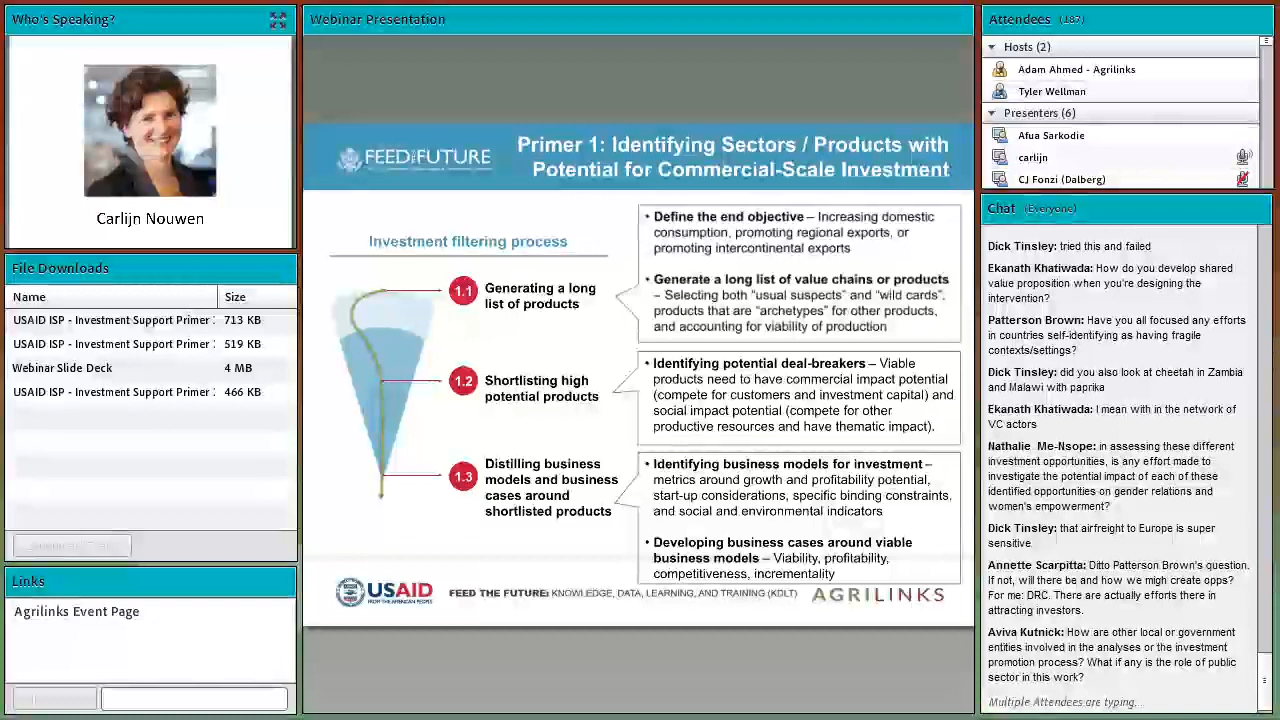 Who's Speaking?
Carlijn Nouwen
File Downloads
Name Size
USAID ISP - Investment Support Primer 713 KB
USAID ISP - Investment Support Primer 519 KB
Webinar Slide Deck 4 MB
USAID ISP - Investment Support Primer 466 KB
Links
Agrilinks Event Page
Webinar Presentation
FEED THE FUTURE
Primer 1: Identifying Sectors / Products with
Potential for Commercial-Scale Investment
Investment filtering process
1.1 Generating a long
list of products
• Define the end objective – Increasing domestic
consumption, promoting regional exports, or
promoting intercontinental exports
• Generate a long list of value chains or products
– Selecting both "usual suspects" and "wild cards",
products that are "archetypes" for other products,
and accounting for viability of production
1.2 Shortlisting high
potential products
• Identifying potential deal-breakers – Viable
products need to have commercial impact potential
(compete for customers and investment capital) and
social impact potential (compete for other
productive resources and have thematic impact).
1.3 Distilling business
models and business
cases around
shortlisted products
• Identifying business models for investment –
metrics around growth and profitability potential,
start-up considerations, specific binding constraints,
and social and environmental indicators
• Developing business cases around viable
business models – Viability, profitability,
competitiveness, incrementality
USAID
FROM THE AMERICAN PEOPLE
FEED THE FUTURE: KNOWLEDGE, DATA, LEARNING, AND TRAINING (KDLT)
AGRILINKS
Attendees (187)
Hosts (2)
Adam Ahmed - Agrilinks
Tyler Wellman
Presenters (6)
Afua Sarkodie
carlijn
CJ Fonzi (Dalberg)
Chat (Everyone)
Dick Tinsley: tried this and failed
Ekanath Khatiwada: How do you develop shared
value proposition when you're designing the
intervention?
Patterson Brown: Have you all focused any efforts
in countries self-identifying as having fragile
contexts/settings?
Dick Tinsley: did you also look at cheetah in Zambia
and Malawi with paprika
Ekanath Khatiwada: I mean with in the network of
VC actors
Nathalie Me-Nsope: in assessing these different
investment opportunities, is any effort made to
investigate the potential impact of each of these
identified opportunities on gender relations and
women's empowerment?
Dick Tinsley: that airfreight to Europe is super
sensitive.
Annette Scarpitta: Ditto Patterson Brown's question.
If not, will there be and how we migh create opps?
For me: DRC. There are actually efforts there in
attracting investors.
Aviva Kutnick: How are other local or government
entities involved in the analyses or the investment
promotion process? What if any is the role of public
sector in this work?
Multiple Attendees are typing...